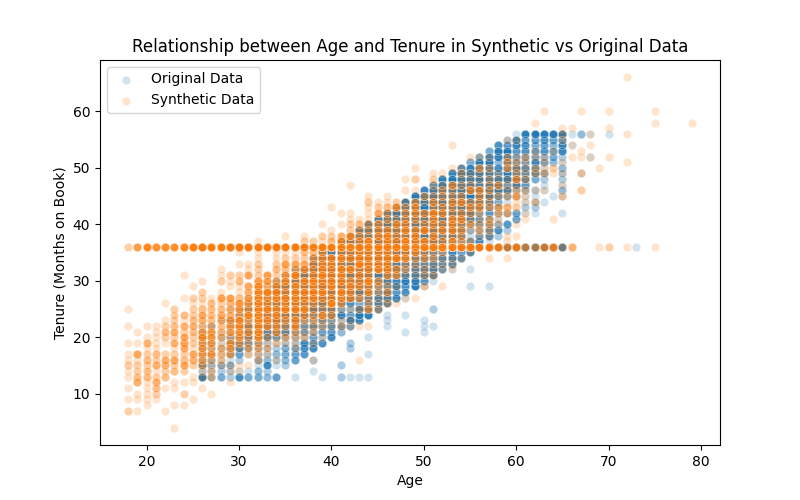 Relationship between Age and Tenure in Synthetic vs Original Data
Original Data
Synthetic Data
Tenure (Months on Book)
60
50
40
30
20
10
20 30 40 50 60 70 80
Age